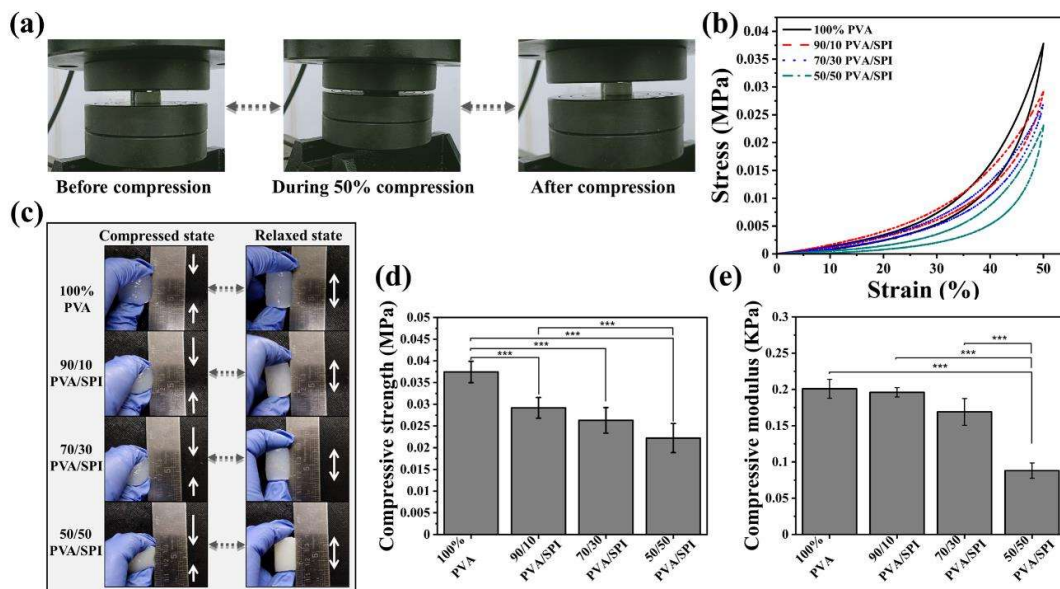 (a)
Before compression
During 50% compression
After compression
(b)
Stress (MPa)
0.04
0.035
0.03
0.025
0.02
0.015
0.01
0.005
0
0 10 20 30 40 50
Strain (%)
100% PVA
90/10 PVA/SPI
70/30 PVA/SPI
50/50 PVA/SPI
(c)
Compressed state
Relaxed state
100%
PVA
90/10
PVA/SPI
70/30
PVA/SPI
50/50
PVA/SPI
(d)
Compressive strength (MPa)
0.05
0.045
0.04
0.035
0.03
0.025
0.02
0.015
0.01
0.005
0
***
***
***
***
100%
PVA
90/10
PVA/SPI
70/30
PVA/SPI
50/50
PVA/SPI
(e)
Compressive modulus (KPa)
0.3
0.25
0.2
0.15
0.1
0.05
0
***
***
***
100%
PVA
90/10
PVA/SPI
70/30
PVA/SPI
50/50
PVA/SPI